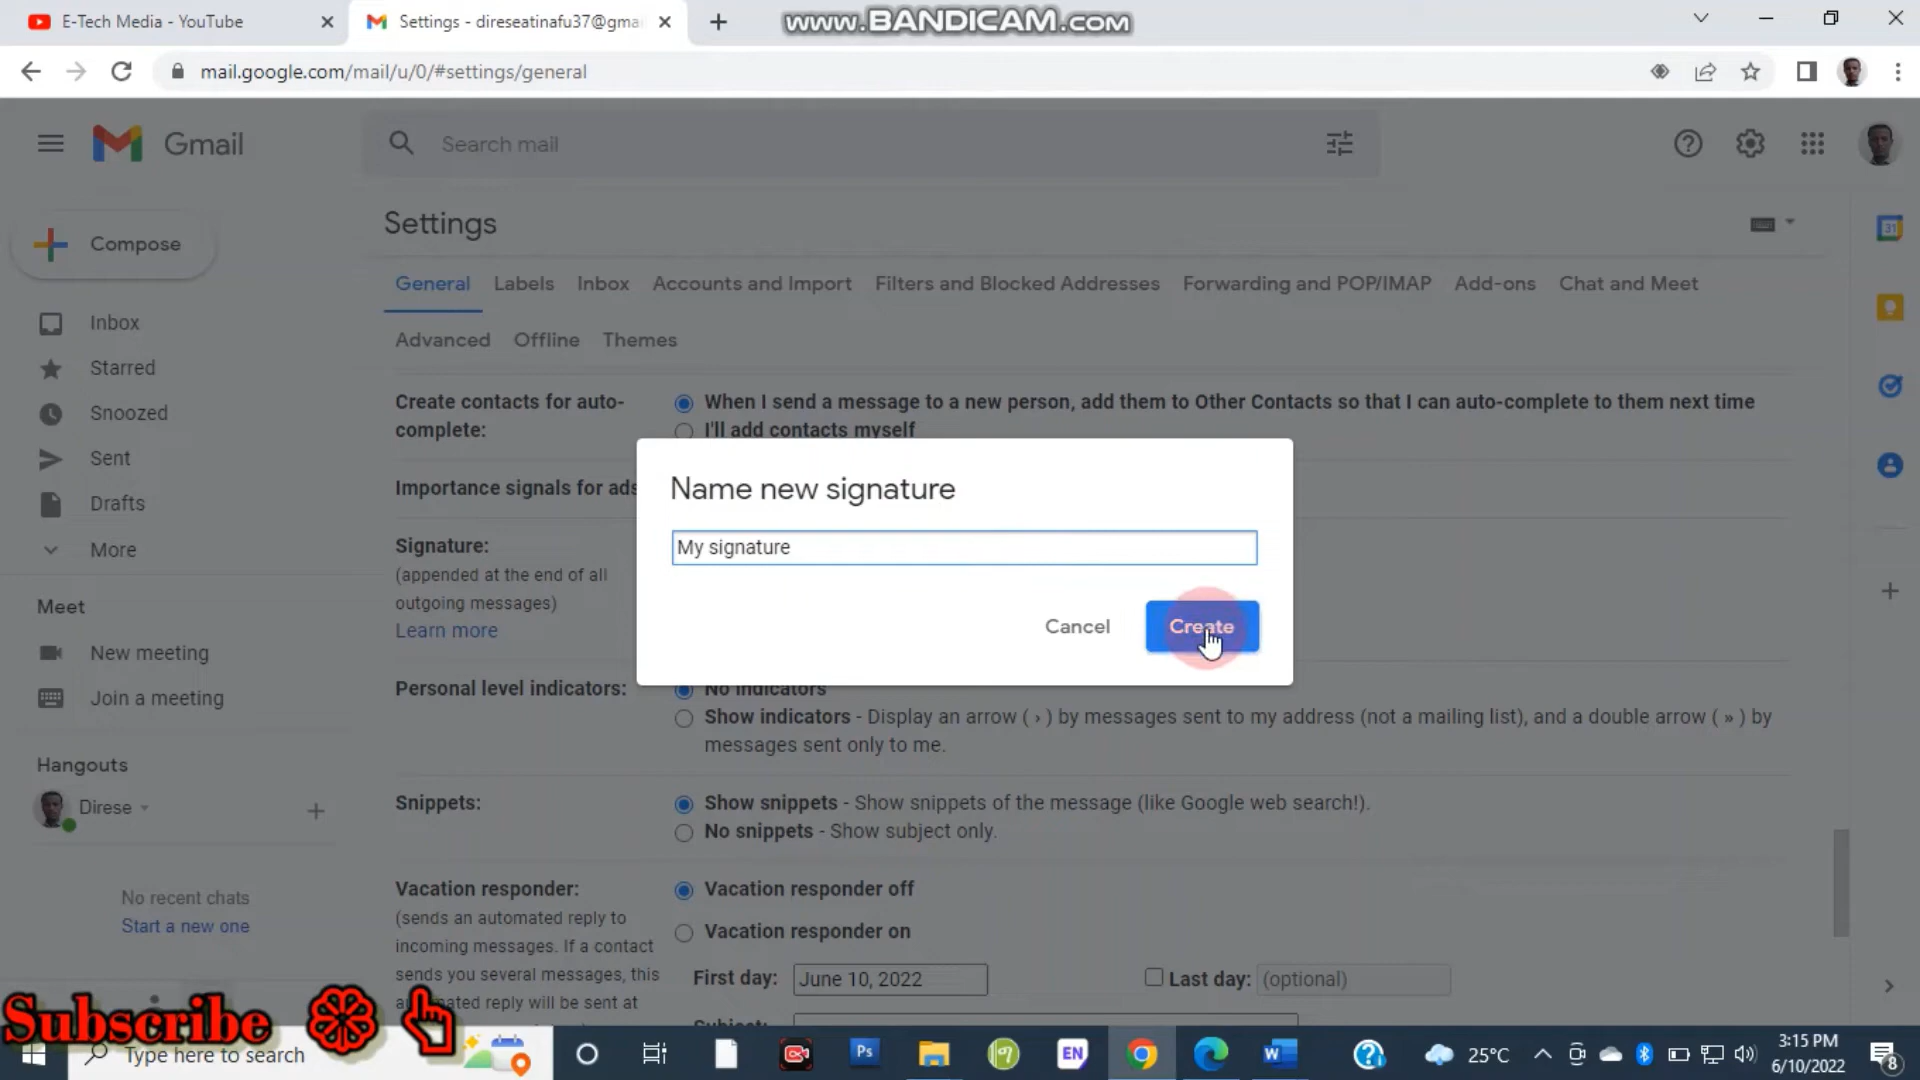 E-Tech Media - YouTube
Settings - direseatinafu37@gma
www.BANDICAM.com
mail.google.com/mail/u/0/#settings/general
Gmail
Search mail
Compose
Inbox
Starred
Snoozed
Sent
Drafts
More
Meet
New meeting
Join a meeting
Hangouts
Direse
No recent chats
Start a new one
Settings
General Labels Inbox Accounts and Import Filters and Blocked Addresses Forwarding and POP/IMAP Add-ons Chat and Meet
Advanced Offline Themes
Create contacts for auto-
complete:
When I send a message to a new person, add them to Other Contacts so that I can auto-complete to them next time
I'll add contacts myself
Importance signals for ads
Signature:
(appended at the end of all
outgoing messages)
Learn more
Name new signature
My signature
Cancel Create
Personal level indicators:
No indicators
Show indicators - Display an arrow ( › ) by messages sent to my address (not a mailing list), and a double arrow ( » ) by
messages sent only to me.
Snippets:
Show snippets - Show snippets of the message (like Google web search!).
No snippets - Show subject only.
Vacation responder:
(sends an automated reply to
incoming messages. If a contact
sends you several messages, this
automated reply will be sent at
Vacation responder off
Vacation responder on
First day: June 10, 2022 Last day: (optional)
31
Subscribe
Type here to search
Ps
EN
W
25°C
3:15 PM
6/10/2022
8